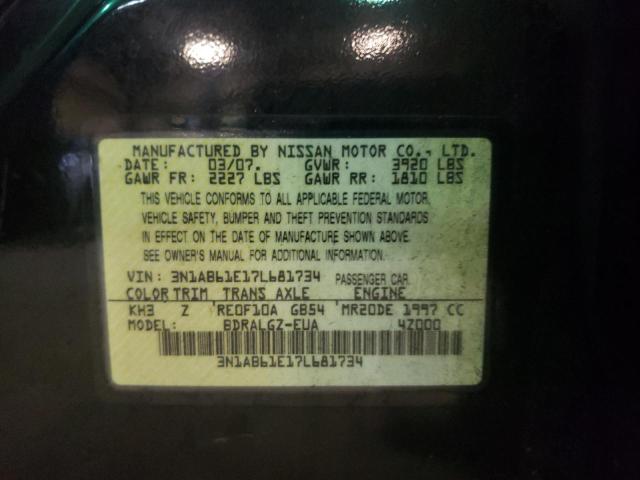 MANUFACTURED BY NISSAN MOTOR CO., LTD.
DATE: 03/07. GVWR: 3920 LBS
GAWR FR: 2227 LBS GAWR RR: 1810 LBS
THIS VEHICLE CONFORMS TO ALL APPLICABLE FEDERAL MOTOR
VEHICLE SAFETY, BUMPER AND THEFT PREVENTION STANDARDS
IN EFFECT ON THE DATE OF MANUFACTURE SHOWN ABOVE.
SEE OWNER'S MANUAL FOR ADDITIONAL INFORMATION.
VIN: 3N1AB61E17L681734 PASSENGER CAR
COLOR TRIM TRANS AXLE ENGINE
KH3 Z RE0F10A GB54 MR20DE 1997 CC
MODEL: BDRALGZ-EUA 4Z000
3N1AB61E17L681734